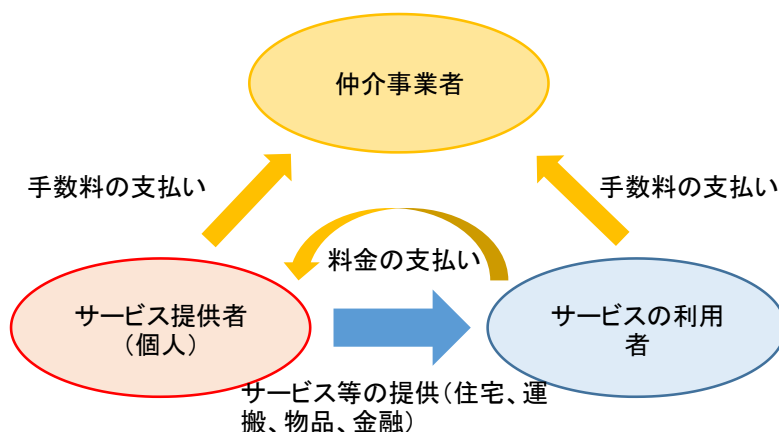 仲介事業者
手数料の支払い
手数料の支払い
料金の支払い
サービス提供者
(個人)
サービスの利用
者
サービス等の提供(住宅、運
搬、物品、金融)